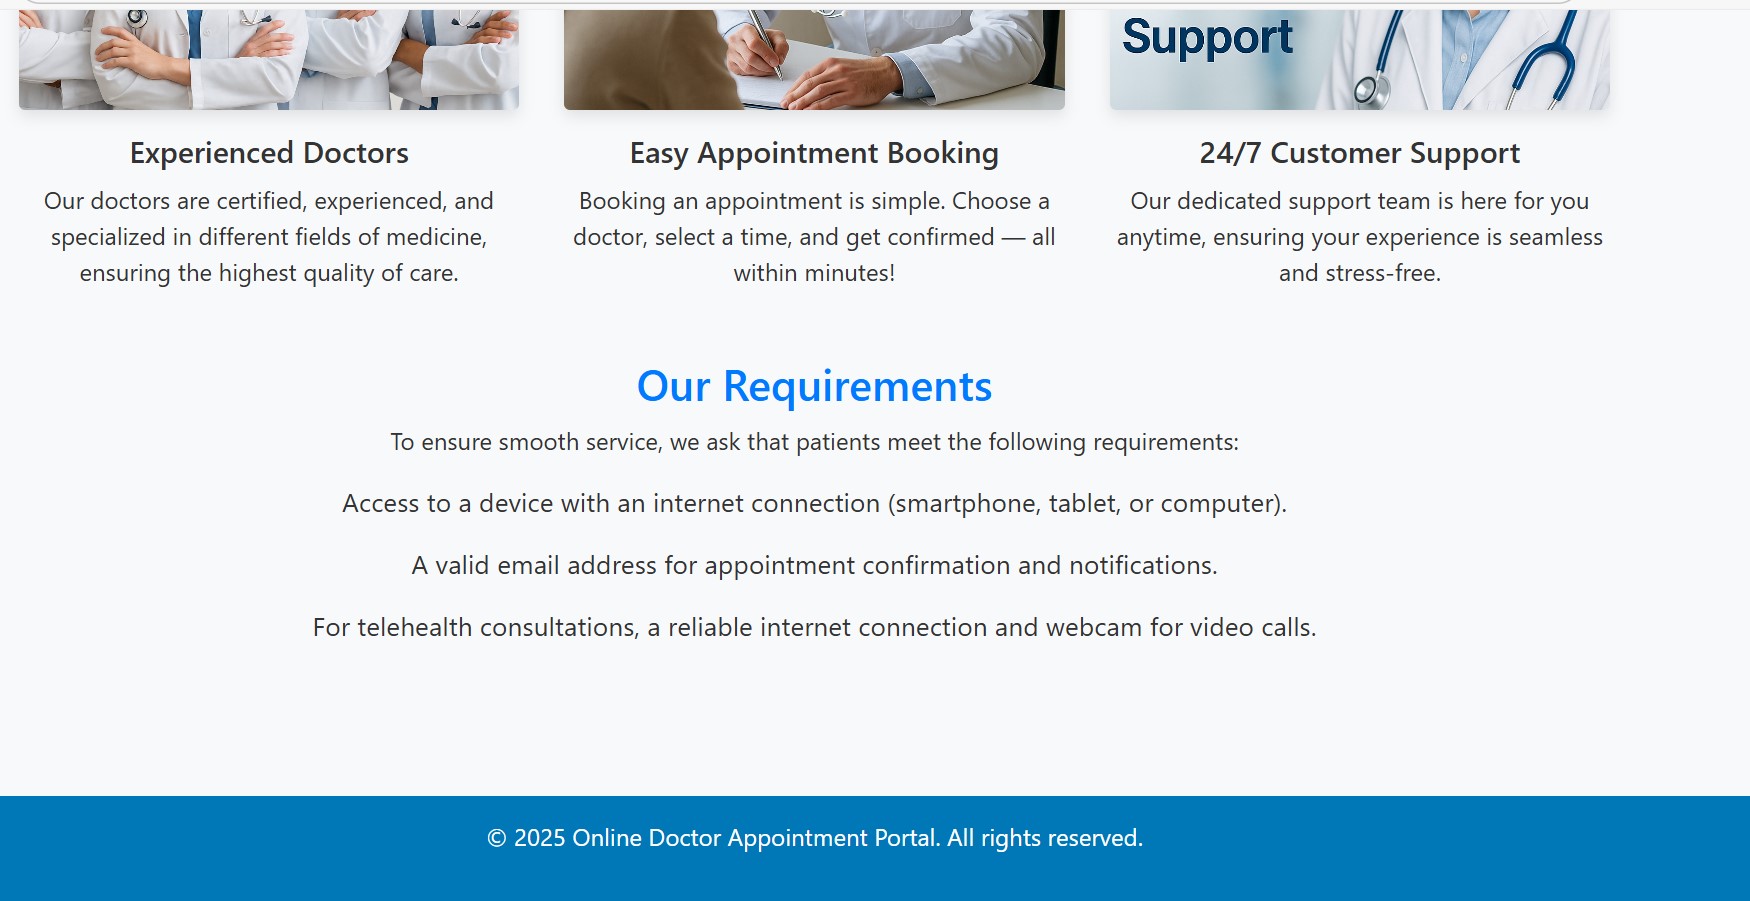 Support
Experienced Doctors
Our doctors are certified, experienced, and
specialized in different fields of medicine,
ensuring the highest quality of care.
Easy Appointment Booking
Booking an appointment is simple. Choose a
doctor, select a time, and get confirmed — all
within minutes!
24/7 Customer Support
Our dedicated support team is here for you
anytime, ensuring your experience is seamless
and stress-free.
Our Requirements
To ensure smooth service, we ask that patients meet the following requirements:
Access to a device with an internet connection (smartphone, tablet, or computer).
A valid email address for appointment confirmation and notifications.
For telehealth consultations, a reliable internet connection and webcam for video calls.
© 2025 Online Doctor Appointment Portal. All rights reserved.